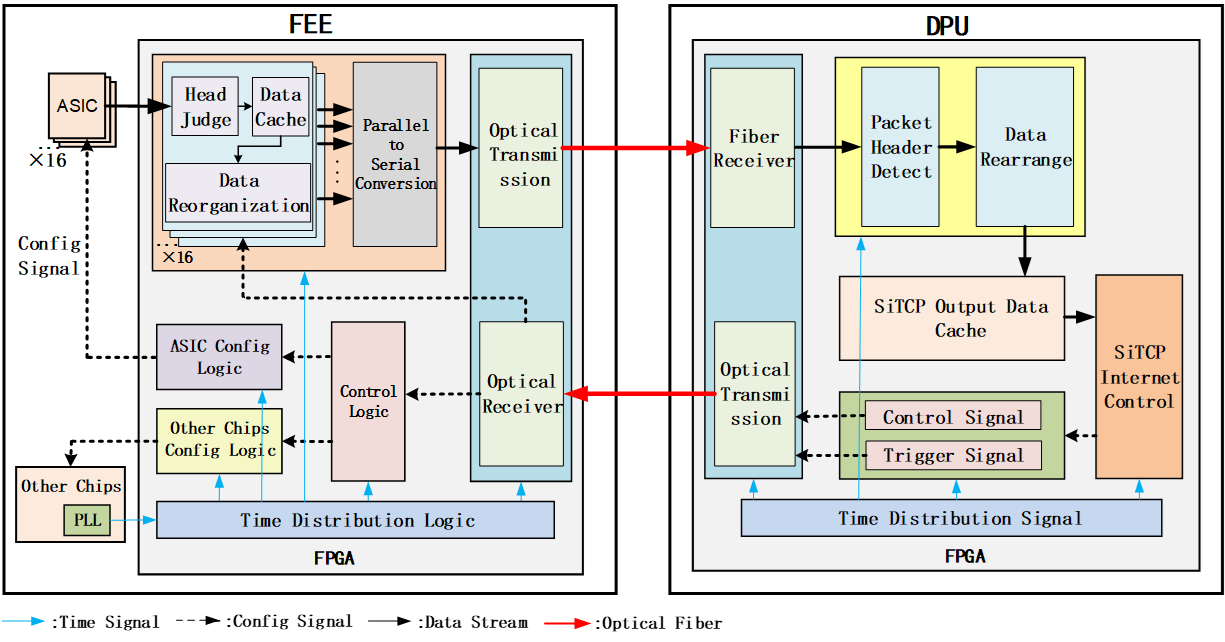 FEE
DPU
ASIC
×16
Head
Judge
Data
Cache
Data
Reorganization
×16
Parallel
to
Serial
Conversion
Optical
Transmi
ssion
Config
Signal
ASIC Config
Logic
Other Chips
Config Logic
Control
Logic
Optical
Receiver
Other Chips
PLL
Time Distribution Logic
FPGA
Fiber
Receiver
Packet
Header
Detect
Data
Rearrange
SiTCP Output Data
Cache
SiTCP
Internet
Control
Optical
Transmi
ssion
Control Signal
Trigger Signal
Time Distribution Signal
FPGA
:Time Signal
:Config Signal
:Data Stream
:Optical Fiber